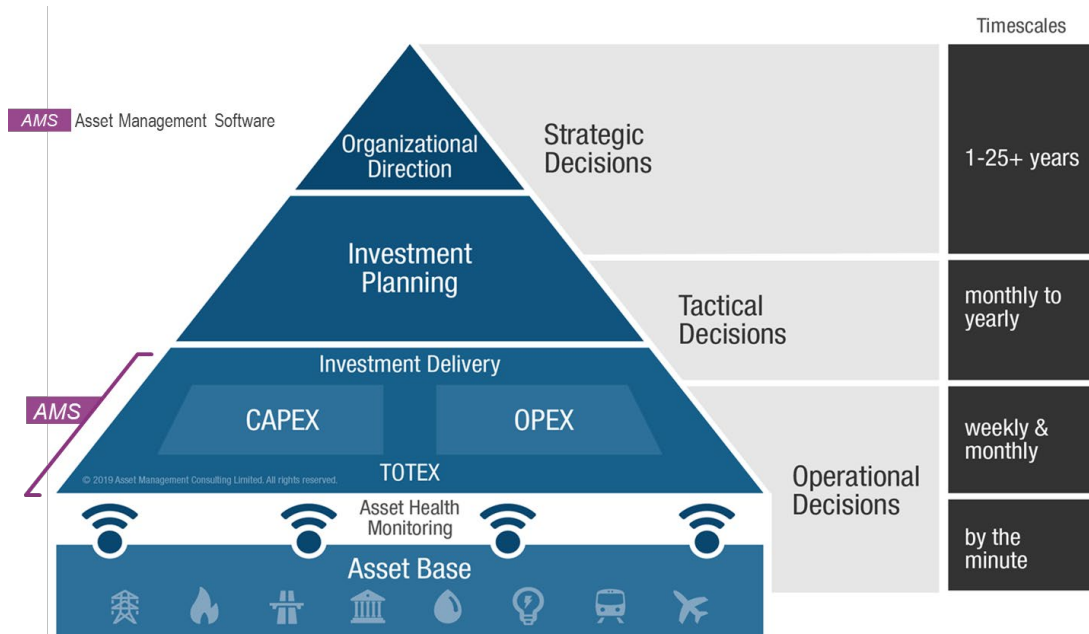 Timescales
AMS Asset Management Software
Organizational
Direction
Strategic
Decisions
1-25+ years
Investment
Planning
Tactical
Decisions
monthly to
yearly
Investment Delivery
AMS
CAPEX
OPEX
weekly &
monthly
TOTEX
© 2019 Asset Management Consulting Limited. All rights reserved.
Operational
Decisions
Asset Health
Monitoring
by the
minute
Asset Base